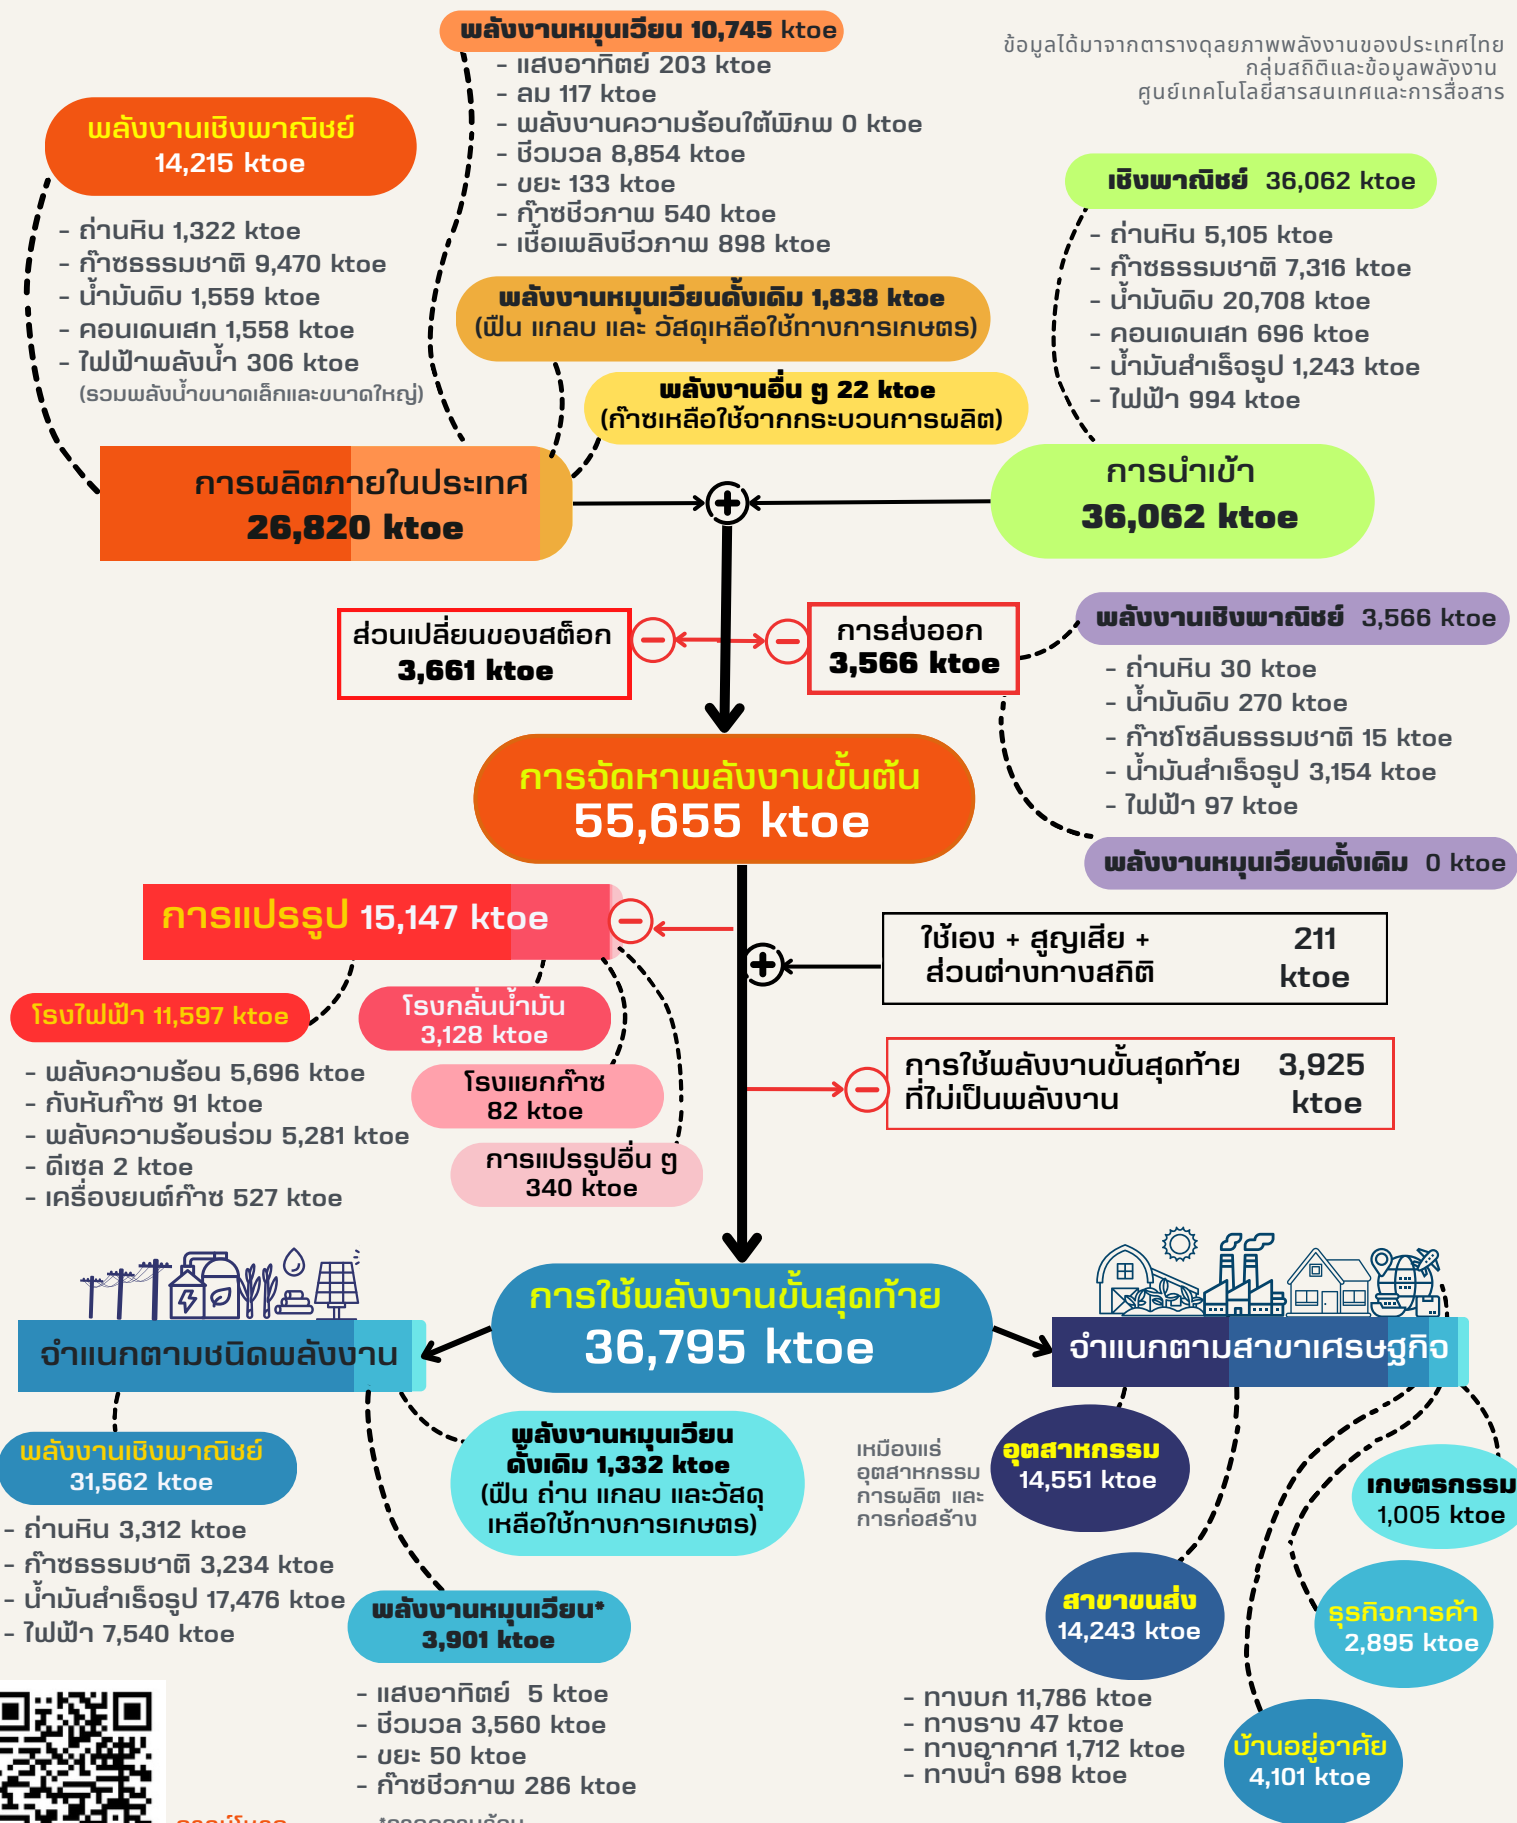 พลังงานหมุนเวียน 10,745 ktoe
- แสงอาทิตย์ 203 ktoe
- ลม 117 ktoe
- พลังงานความร้อนใต้พิภพ 0 ktoe
- ชีวมวล 8,854 ktoe
- ขยะ 133 ktoe
- ก๊าซชีวภาพ 540 ktoe
- เชื้อเพลิงชีวภาพ 898 ktoe
ข้อมูลได้มาจากตารางดุลยภาพพลังงานของประเทศไทย
กลุ่มสถิติและข้อมูลพลังงาน
ศูนย์เทคโนโลยีสารสนเทศและการสื่อสาร
พลังงานเชิงพาณิชย์
14,215 ktoe
- ถ่านหิน 1,322 ktoe
- ก๊าซธรรมชาติ 9,470 ktoe
- น้ำมันดิบ 1,559 ktoe
- คอนเดนเสท 1,558 ktoe
- ไฟฟ้าพลังน้ำ 306 ktoe
(รวมพลังน้ำขนาดเล็กและขนาดใหญ่)
พลังงานหมุนเวียนดั้งเดิม 1,838 ktoe
(ฟืน แกลบ และ วัสดุเหลือใช้ทางการเกษตร)
พลังงานอื่น ๆ 22 ktoe
(ก๊าซเหลือใช้จากกระบวนการผลิต)
เชิงพาณิชย์ 36,062 ktoe
- ถ่านหิน 5,105 ktoe
- ก๊าซธรรมชาติ 7,316 ktoe
- น้ำมันดิบ 20,708 ktoe
- คอนเดนเสท 696 ktoe
- น้ำมันสำเร็จรูป 1,243 ktoe
- ไฟฟ้า 994 ktoe
การผลิตภายในประเทศ
26,820 ktoe
การนำเข้า
36,062 ktoe
ส่วนเปลี่ยนของสต็อก
3,661 ktoe
การส่งออก
3,566 ktoe
พลังงานเชิงพาณิชย์ 3,566 ktoe
- ถ่านหิน 30 ktoe
- น้ำมันดิบ 270 ktoe
- ก๊าซโซลีนธรรมชาติ 15 ktoe
- น้ำมันสำเร็จรูป 3,154 ktoe
- ไฟฟ้า 97 ktoe
พลังงานหมุนเวียนดั้งเดิม 0 ktoe
การจัดหาพลังงานขั้นต้น
55,655 ktoe
การแปรรูป 15,147 ktoe
ใช้เอง + สูญเสีย +
ส่วนต่างทางสถิติ
211
ktoe
โรงไฟฟ้า 11,597 ktoe
- พลังความร้อน 5,696 ktoe
- กังหันก๊าซ 91 ktoe
- พลังความร้อนร่วม 5,281 ktoe
- ดีเซล 2 ktoe
- เครื่องยนต์ก๊าซ 527 ktoe
โรงกลั่นน้ำมัน
3,128 ktoe
โรงแยกก๊าซ
82 ktoe
การแปรรูปอื่น ๆ
340 ktoe
การใช้พลังงานขั้นสุดท้าย
ที่ไม่เป็นพลังงาน
3,925
ktoe
การใช้พลังงานขั้นสุดท้าย
36,795 ktoe
จำแนกตามชนิดพลังงาน
จำแนกตามสาขาเศรษฐกิจ
พลังงานเชิงพาณิชย์
31,562 ktoe
- ถ่านหิน 3,312 ktoe
- ก๊าซธรรมชาติ 3,234 ktoe
- น้ำมันสำเร็จรูป 17,476 ktoe
- ไฟฟ้า 7,540 ktoe
พลังงานหมุนเวียน
ดั้งเดิม 1,332 ktoe
(ฟืน ถ่าน แกลบ และวัสดุ
เหลือใช้ทางการเกษตร)
พลังงานหมุนเวียน*
3,901 ktoe
- แสงอาทิตย์ 5 ktoe
- ชีวมวล 3,560 ktoe
- ขยะ 50 ktoe
- ก๊าซชีวภาพ 286 ktoe
เหมืองแร่
อุตสาหกรรม
การผลิต และ
การก่อสร้าง
อุตสาหกรรม
14,551 ktoe
เกษตรกรรม
1,005 ktoe
สาขาขนส่ง
14,243 ktoe
- ทางบก 11,786 ktoe
- ทางราง 47 ktoe
- ทางอากาศ 1,712 ktoe
- ทางน้ำ 698 ktoe
ธุรกิจการค้า
2,895 ktoe
บ้านอยู่อาศัย
4,101 ktoe